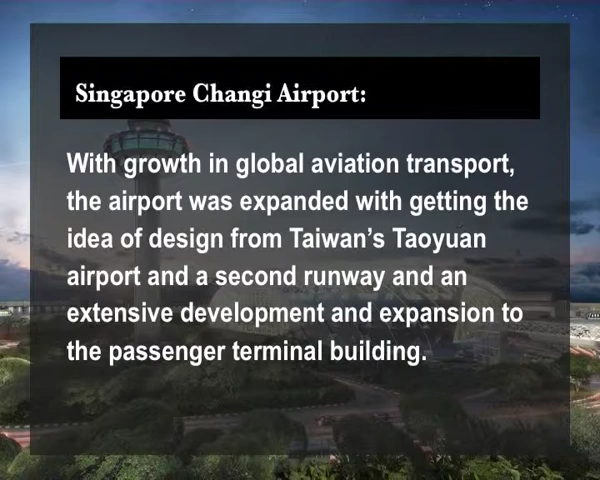 Singapore Changi Airport:
With growth in global aviation transport,
the airport was expanded with getting the
idea of design from Taiwan's Taoyuan
airport and a second runway and an
extensive development and expansion to
the passenger terminal building.